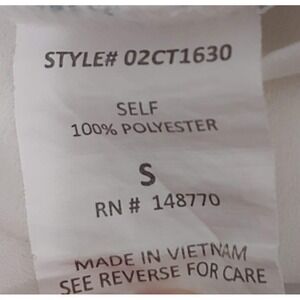 STYLE# 02CT1630
SELF
100% POLYESTER
S
RN # 148770
MADE IN VIETNAM
SEE REVERSE FOR CARE